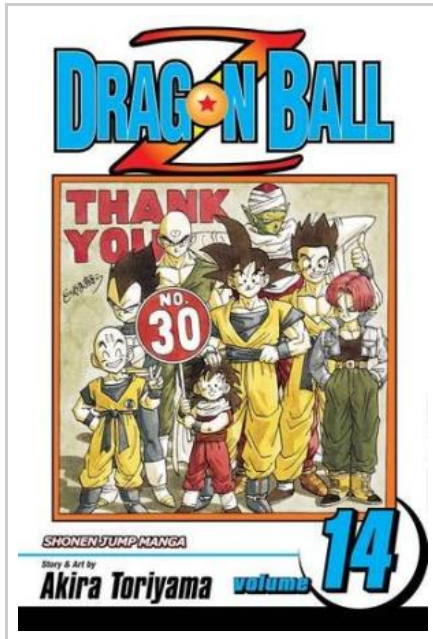 DRAGON BALL
Z
THANK
YOU
NO.
30
SHONEN JUMP MANGA
Story & Art by
Akira Toriyama
volume 14